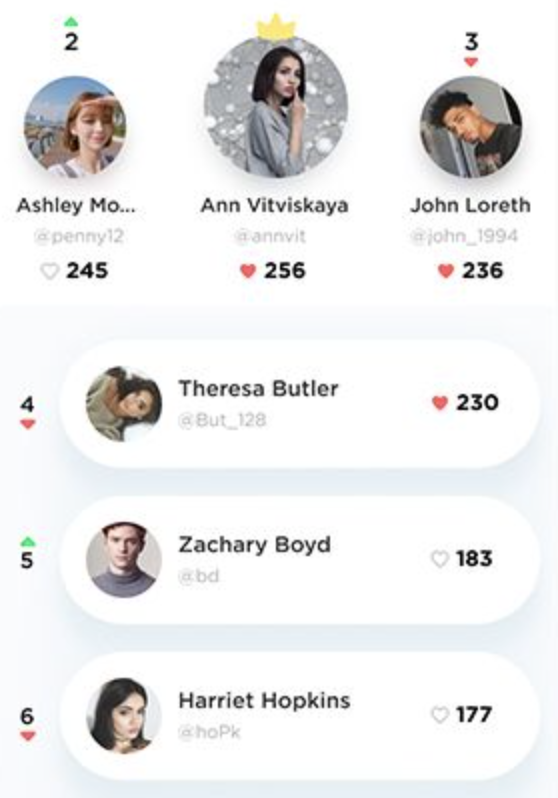 2
3
Ashley Mo... Ann Vitviskaya John Loreth
@penny12 @annvit @john_1994
245 256 236
4
Theresa Butler
@But_128
230
5
Zachary Boyd
@bd
183
6
Harriet Hopkins
@hoPk
177